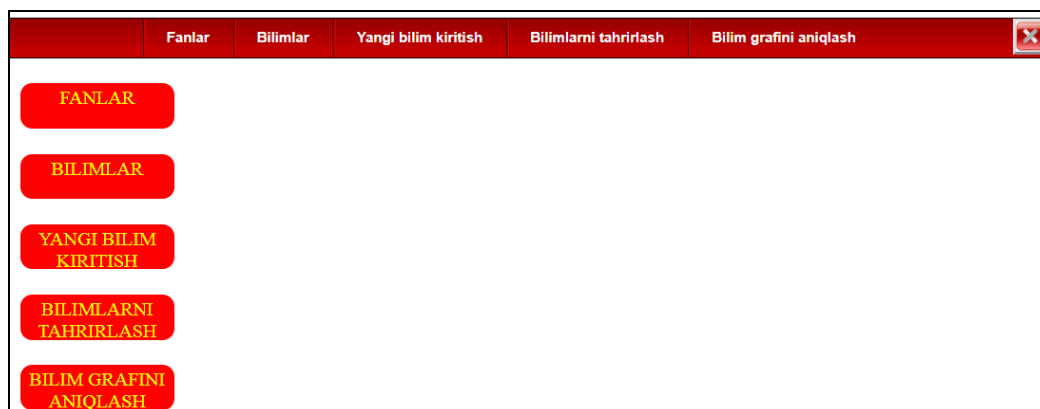 Fanlar Bilimlar Yangi bilim kiritish Bilimlarni tahrirlash Bilim grafini aniqlash
FANLAR
BILIMLAR
YANGI BILIM
KIRITISH
BILIMLARNI
TAHRIRLASH
BILIM GRAFINI
ANIQLASH